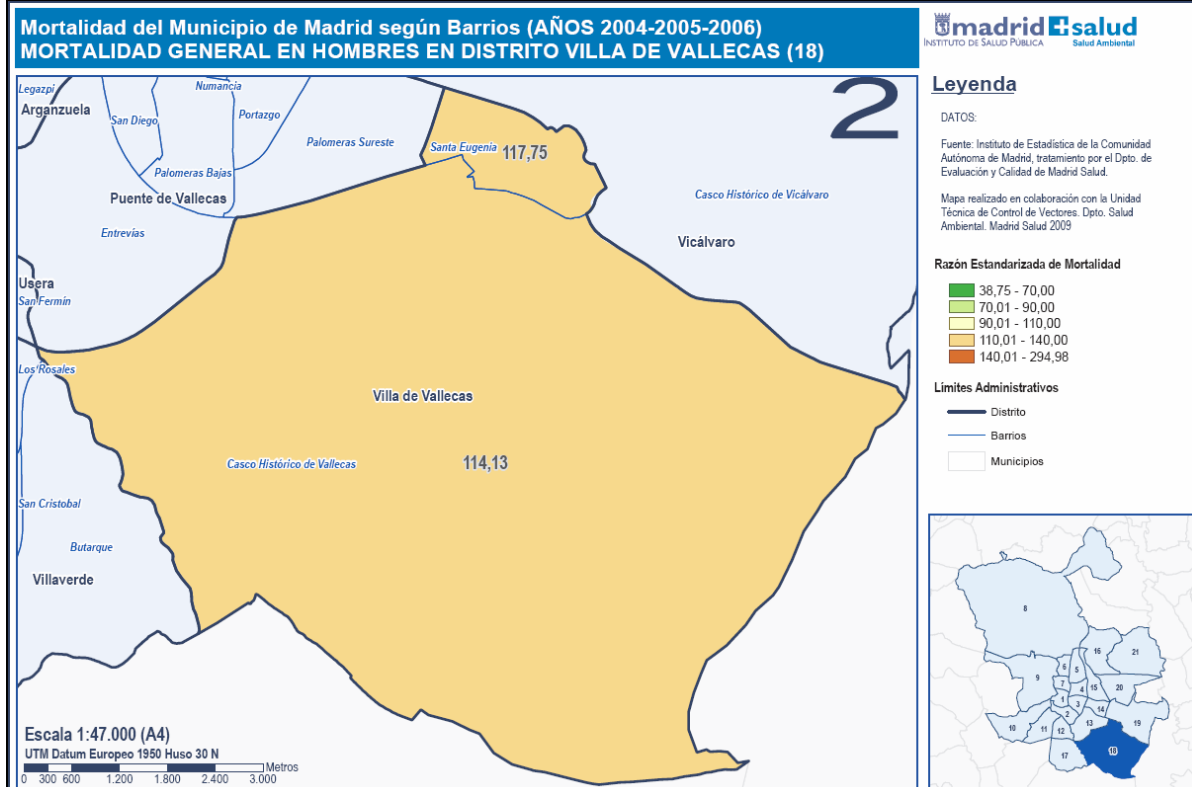 Mortalidad del Municipio de Madrid según Barrios (AÑOS 2004-2005-2006)
MORTALIDAD GENERAL EN HOMBRES EN DISTRITO VILLA DE VALLECAS (18)
madrid salud
INSTITUTO DE SALUD PÚBLICA
Salud Ambiental
2
Legazpi
Arganzuela
Numancia
San Diego
Portazgo
Palomeras Sureste
Palomeras Bajas
Puente de Vallecas
Entrevías
Santa Eugenia
117,75
Casco Histórico de Vicálvaro
Vicálvaro
Usera
San Fermín
Los Rosales
Villa de Vallecas
Casco Histórico de Vallecas
114,13
San Cristobal
Butarque
Villaverde
Escala 1:47.000 (A4)
UTM Datum Europeo 1950 Huso 30 N
Metros
0 300 600 1.200 1.800 2.400 3.000
Leyenda
DATOS:
Fuente: Instituto de Estadística de la Comunidad
Autónoma de Madrid, tratamiento por el Dpto. de
Evaluación y Calidad de Madrid Salud.
Mapa realizado en colaboración con la Unidad
Técnica de Control de Vectores. Dpto. Salud
Ambiental. Madrid Salud 2009
Razón Estandarizada de Mortalidad
38,75 - 70,00
70,01 - 90,00
90,01 - 110,00
110,01 - 140,00
140,01 - 294,98
Límites Administrativos
Distrito
Barrios
Municipios
8
16
21
6
5
9
7
4
15
20
1
3
2
14
13
19
10
11
12
17
18